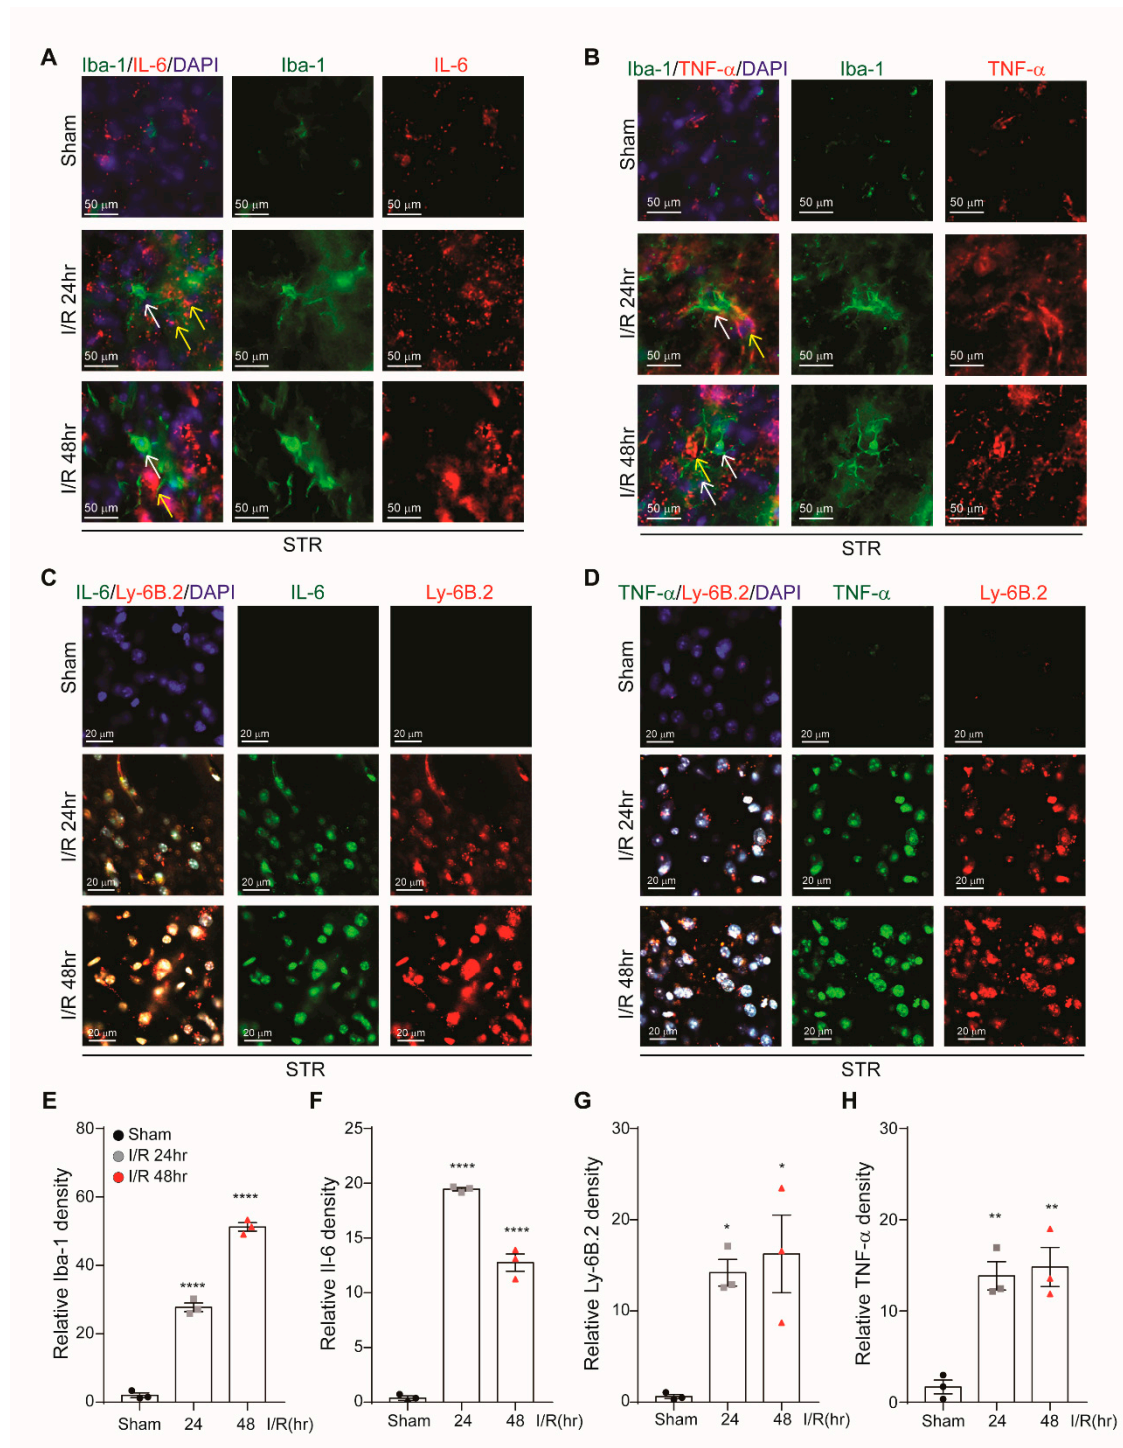 A
Iba-1/IL-6/DAPI Iba-1 IL-6
Sham
50 μm 50 μm 50 μm
I/R 24hr
50 μm 50 μm 50 μm
I/R 48hr
50 μm 50 μm 50 μm
STR
B
Iba-1/TNF-α/DAPI Iba-1 TNF-α
Sham
50 μm 50 μm 50 μm
I/R 24hr
50 μm 50 μm 50 μm
I/R 48hr
50 μm 50 μm 50 μm
STR
C
IL-6/Ly-6B.2/DAPI IL-6 Ly-6B.2
Sham
20 μm 20 μm 20 μm
I/R 24hr
20 μm 20 μm 20 μm
I/R 48hr
20 μm 20 μm 20 μm
STR
D
TNF-α/Ly-6B.2/DAPI TNF-α Ly-6B.2
Sham
20 μm 20 μm 20 μm
I/R 24hr
20 μm 20 μm 20 μm
I/R 48hr
20 μm 20 μm 20 μm
STR
E
Relative Iba-1 density
80
60
40
20
0
Sham
I/R 24hr
I/R 48hr
****
****
Sham 24 48 I/R(hr)
F
Relative Il-6 density
25
20
15
10
5
0
****
****
Sham 24 48 I/R(hr)
G
Relative Ly-6B.2 density
30
20
10
0
*
*
Sham 24 48 I/R(hr)
H
Relative TNF-α density
30
20
10
0
**
**
Sham 24 48 I/R(hr)